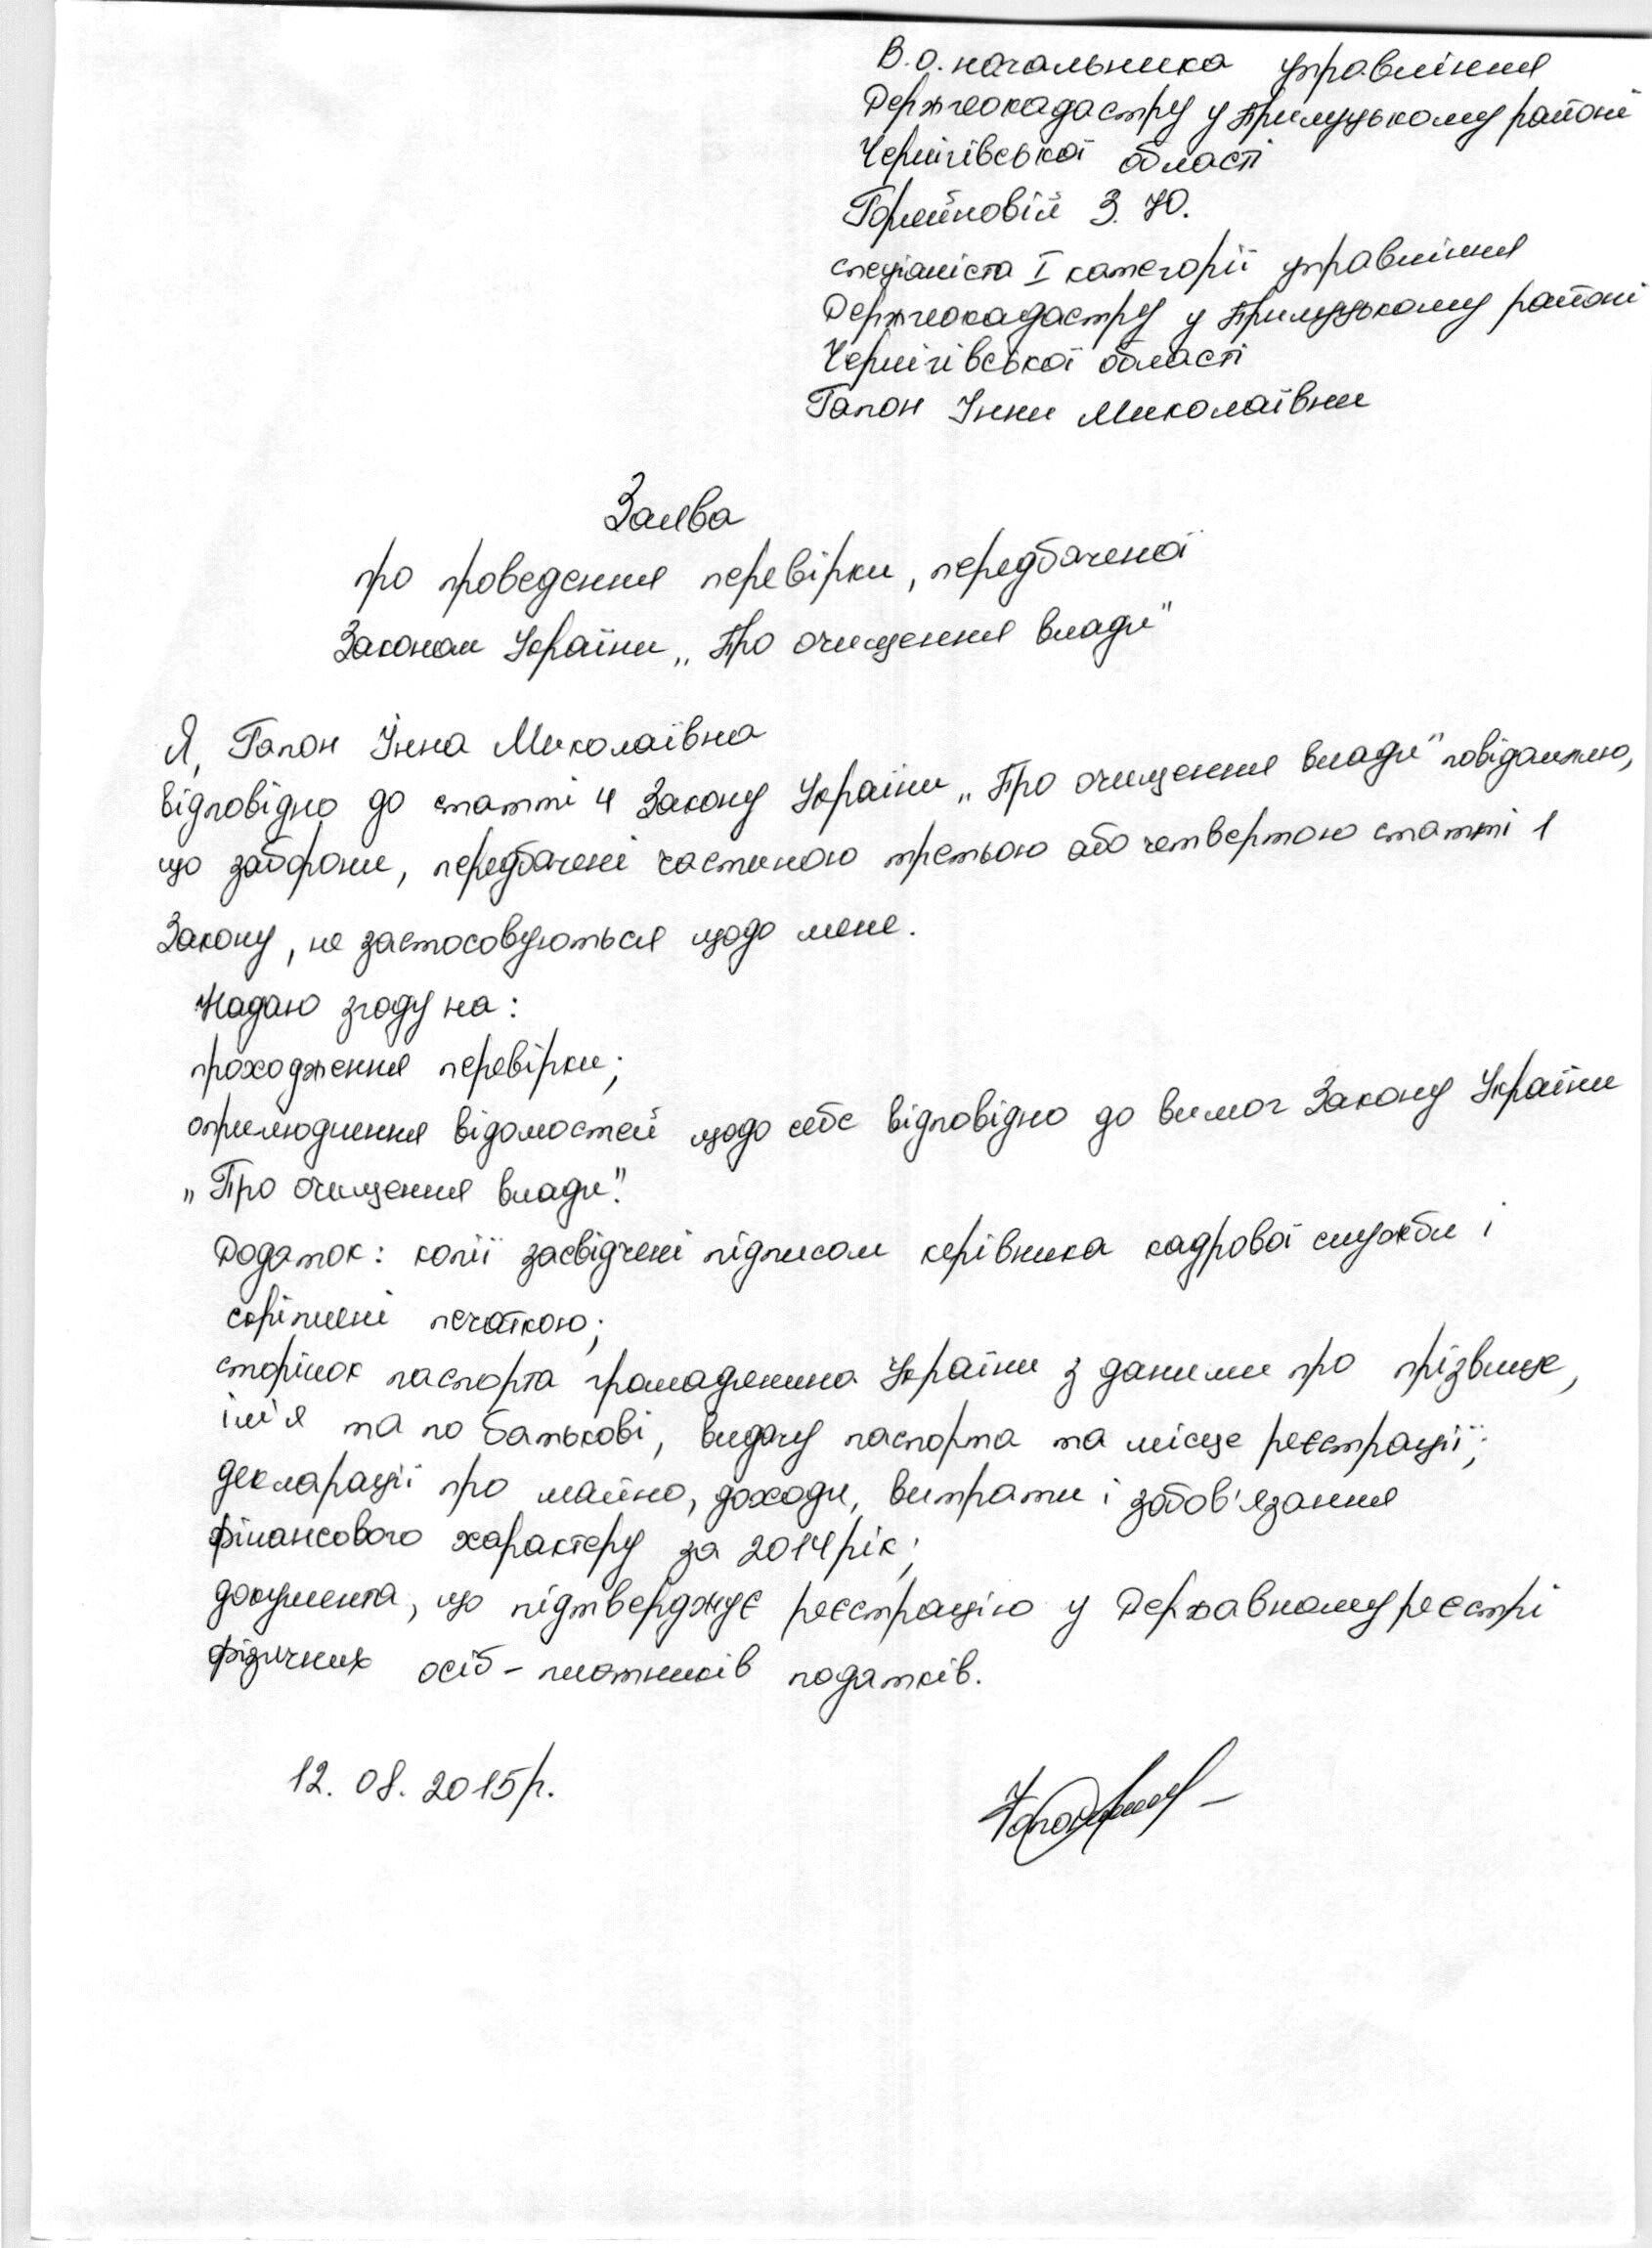 В.о. начальника управління
Держгеокадастру у Прилуцькому районі
Чернігівської області
З. Ю.
спеціаліста І категорії управління
Держгеокадастру у Прилуцькому районі
Чернігівської області
Гапон Інни Миколаївни
Заява
про проведення перевірки, передбаченої
Законом України „Про очищення влади"
Я, Гапон Інна Миколаївна
відповідно до статті 4 Закону України „Про очищення влади" повідомляю,
що заборони, передбачені частиною третьою або четвертою статті 1
Закону, не застосовуються щодо мене.
Надаю згоду на:
проходження перевірки;
оприлюднення відомостей щодо себе відповідно до вимог Закону України
„Про очищення влади".
Додаток: копії засвідчені підписом керівника кадрової служби і
скріплені печаткою;
сторінок паспорта громадянина України з даними про прізвище,
ім'я та по батькові, видачу паспорта та місце реєстрації;
декларації про майно, доходи, витрати і зобов'язання
фінансового характеру за 2014 рік;
документа, що підтверджує реєстрацію у Державному реєстрі
фізичних осіб – платників податків.
12. 08. 2015р.